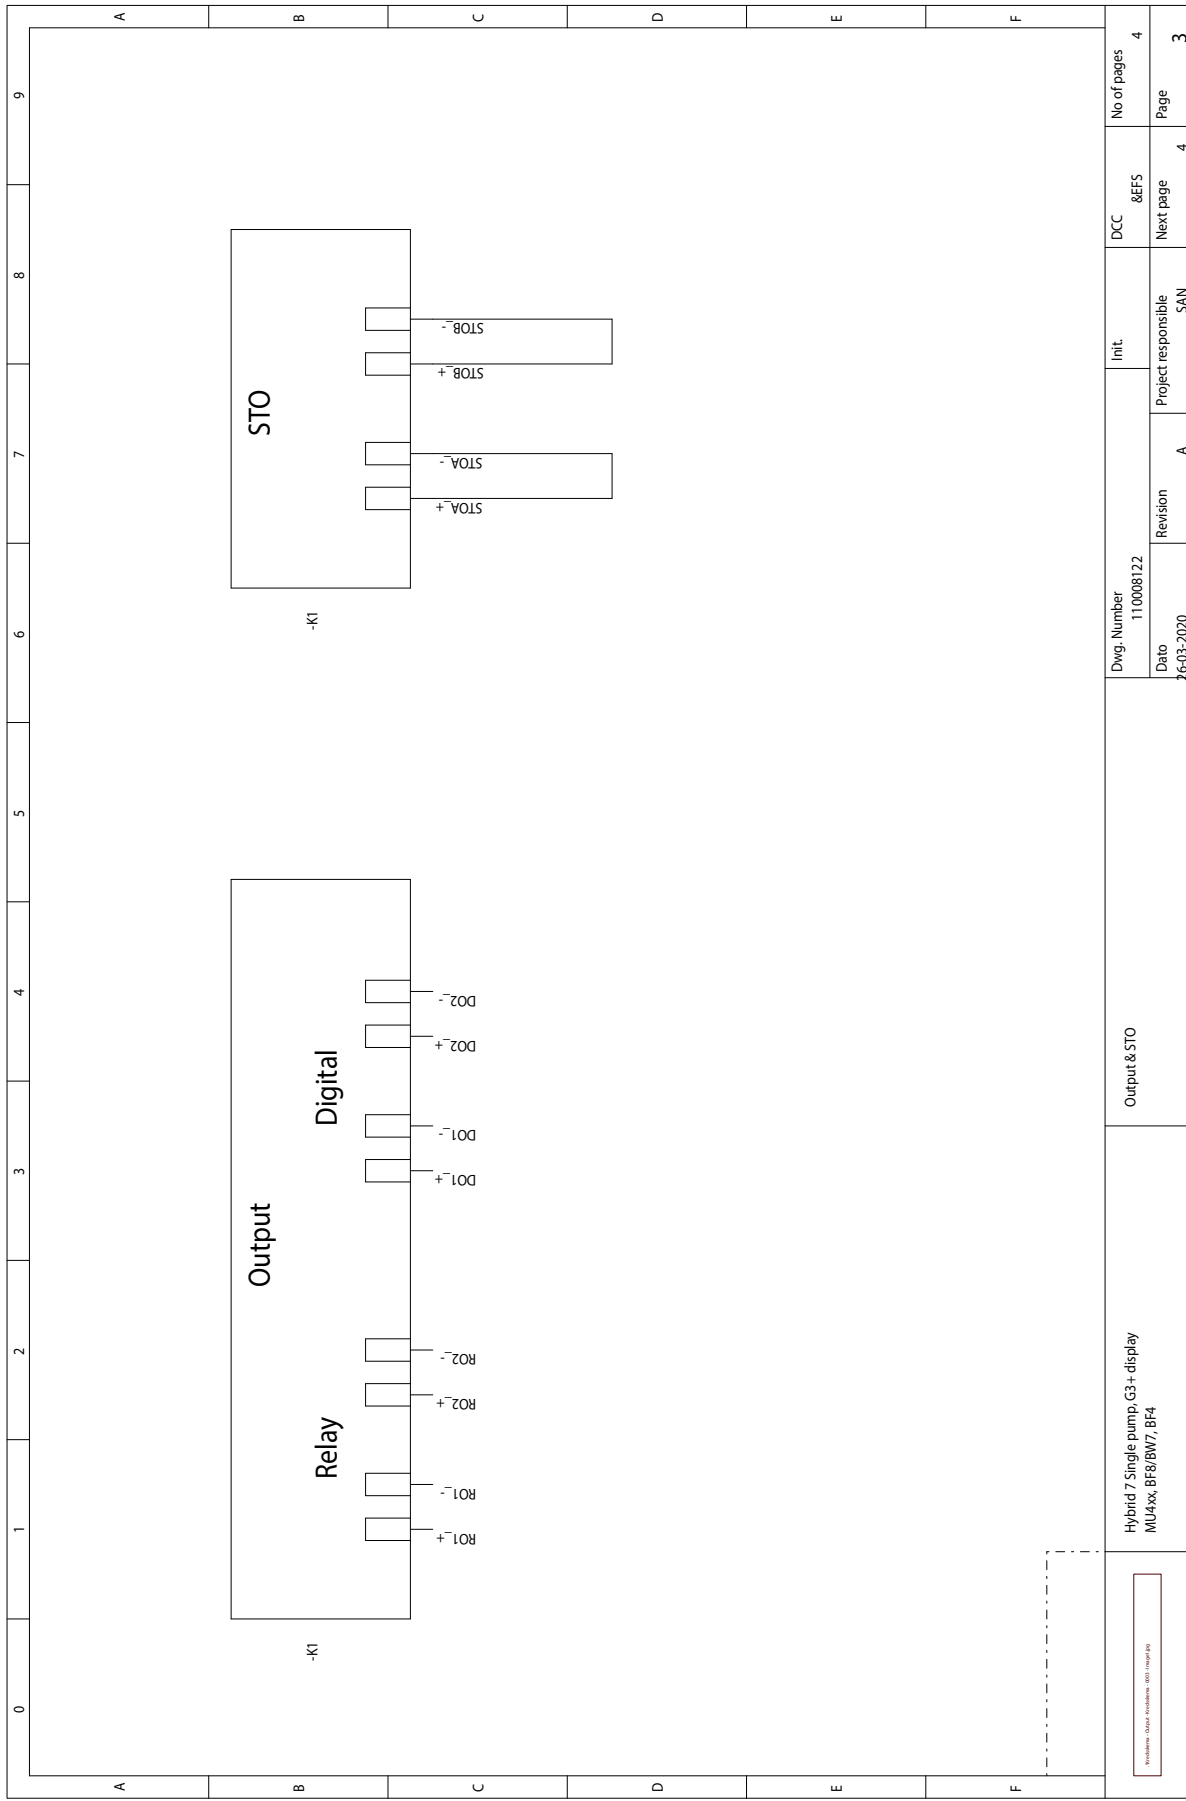 0 1 2 3 4 5 6 7 8 9
A
B
C
D
E
F
A
B
C
D
E
F
-K1
Output
Relay
Digital
RO1_+
RO1_-
RO2_+
RO2_-
DO1_+
DO1_-
DO2_+
DO2_-
-K1
STO
STOA_+
STOA_-
STOB_+
STOB_-
Hybrid 7 Single pump, G3+ display
MU4xx, BF8/BW7, BF4
Output & STO
Dwg. Number
110008122
Init.
DCC
&EFS
No of pages
4
Dato
26-03-2020
Revision
A
Project responsible
SAN
Next page
4
Page
3